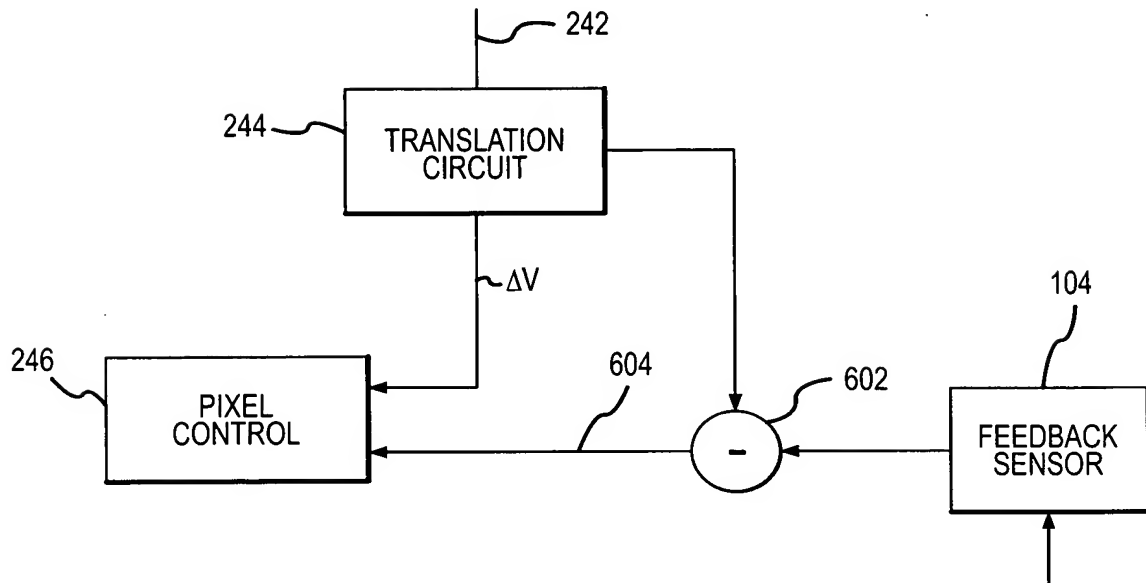 242
244
TRANSLATION
CIRCUIT
ΔV
104
246
604
602
PIXEL
CONTROL
-
FEEDBACK
SENSOR